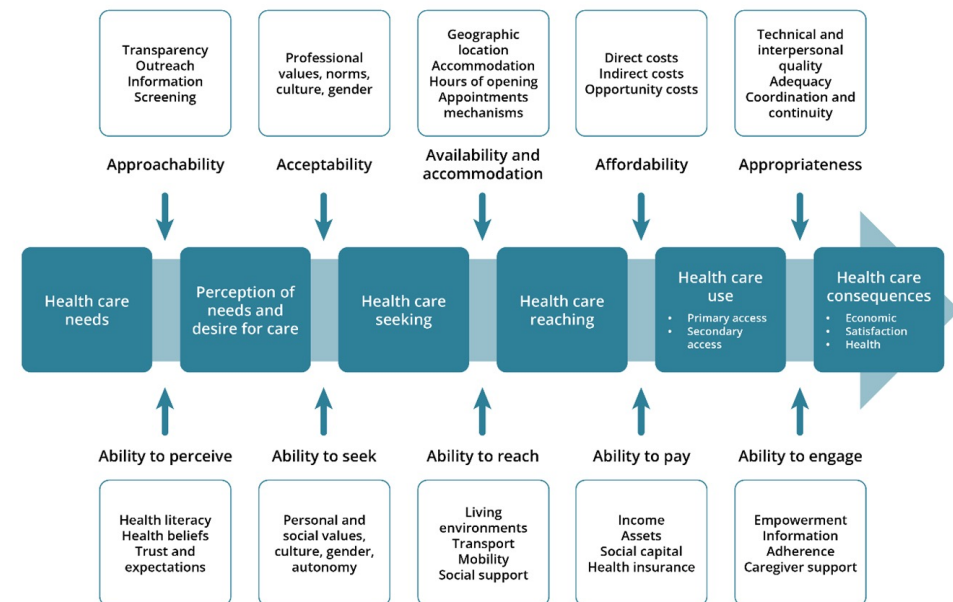 Transparency
Outreach
Information
Screening
Professional
values, norms,
culture, gender
Geographic
location
Accommodation
Hours of opening
Appointments
mechanisms
Direct costs
Indirect costs
Opportunity costs
Technical and
interpersonal
quality
Adequacy
Coordination and
continuity
Approachability
Acceptability
Availability and
accommodation
Affordability
Appropriateness
Health care
needs
Perception of
needs and
desire for care
Health care
seeking
Health care
reaching
Health care
use
• Primary access
• Secondary
access
Health care
consequences
• Economic
• Satisfaction
• Health
Ability to perceive
Ability to seek
Ability to reach
Ability to pay
Ability to engage
Health literacy
Health beliefs
Trust and
expectations
Personal and
social values,
culture, gender,
autonomy
Living
environments
Transport
Mobility
Social support
Income
Assets
Social capital
Health insurance
Empowerment
Information
Adherence
Caregiver support